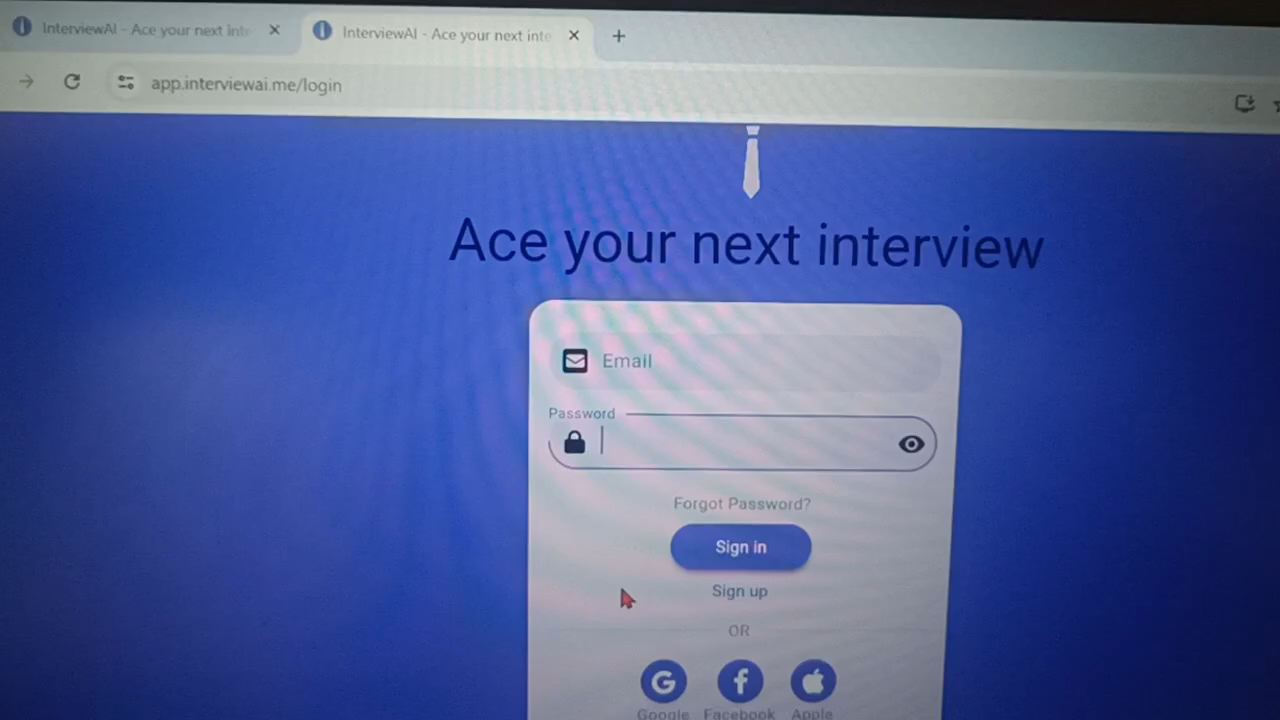 InterviewAI - Ace your next inte
InterviewAI - Ace your next inte
app.interviewai.me/login
Ace your next interview
Email
Password
Forgot Password?
Sign in
Sign up
OR
Google Facebook Apple